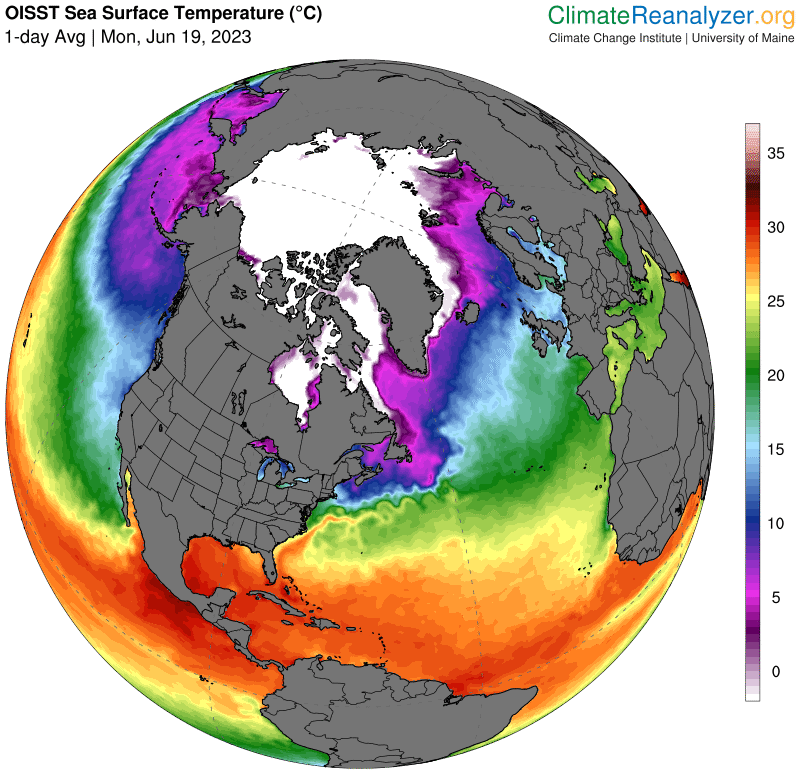 OISST Sea Surface Temperature (°C)
1-day Avg | Mon, Jun 19, 2023
ClimateReanalyzer.org
Climate Change Institute | University of Maine
35
30
25
20
15
10
5
0